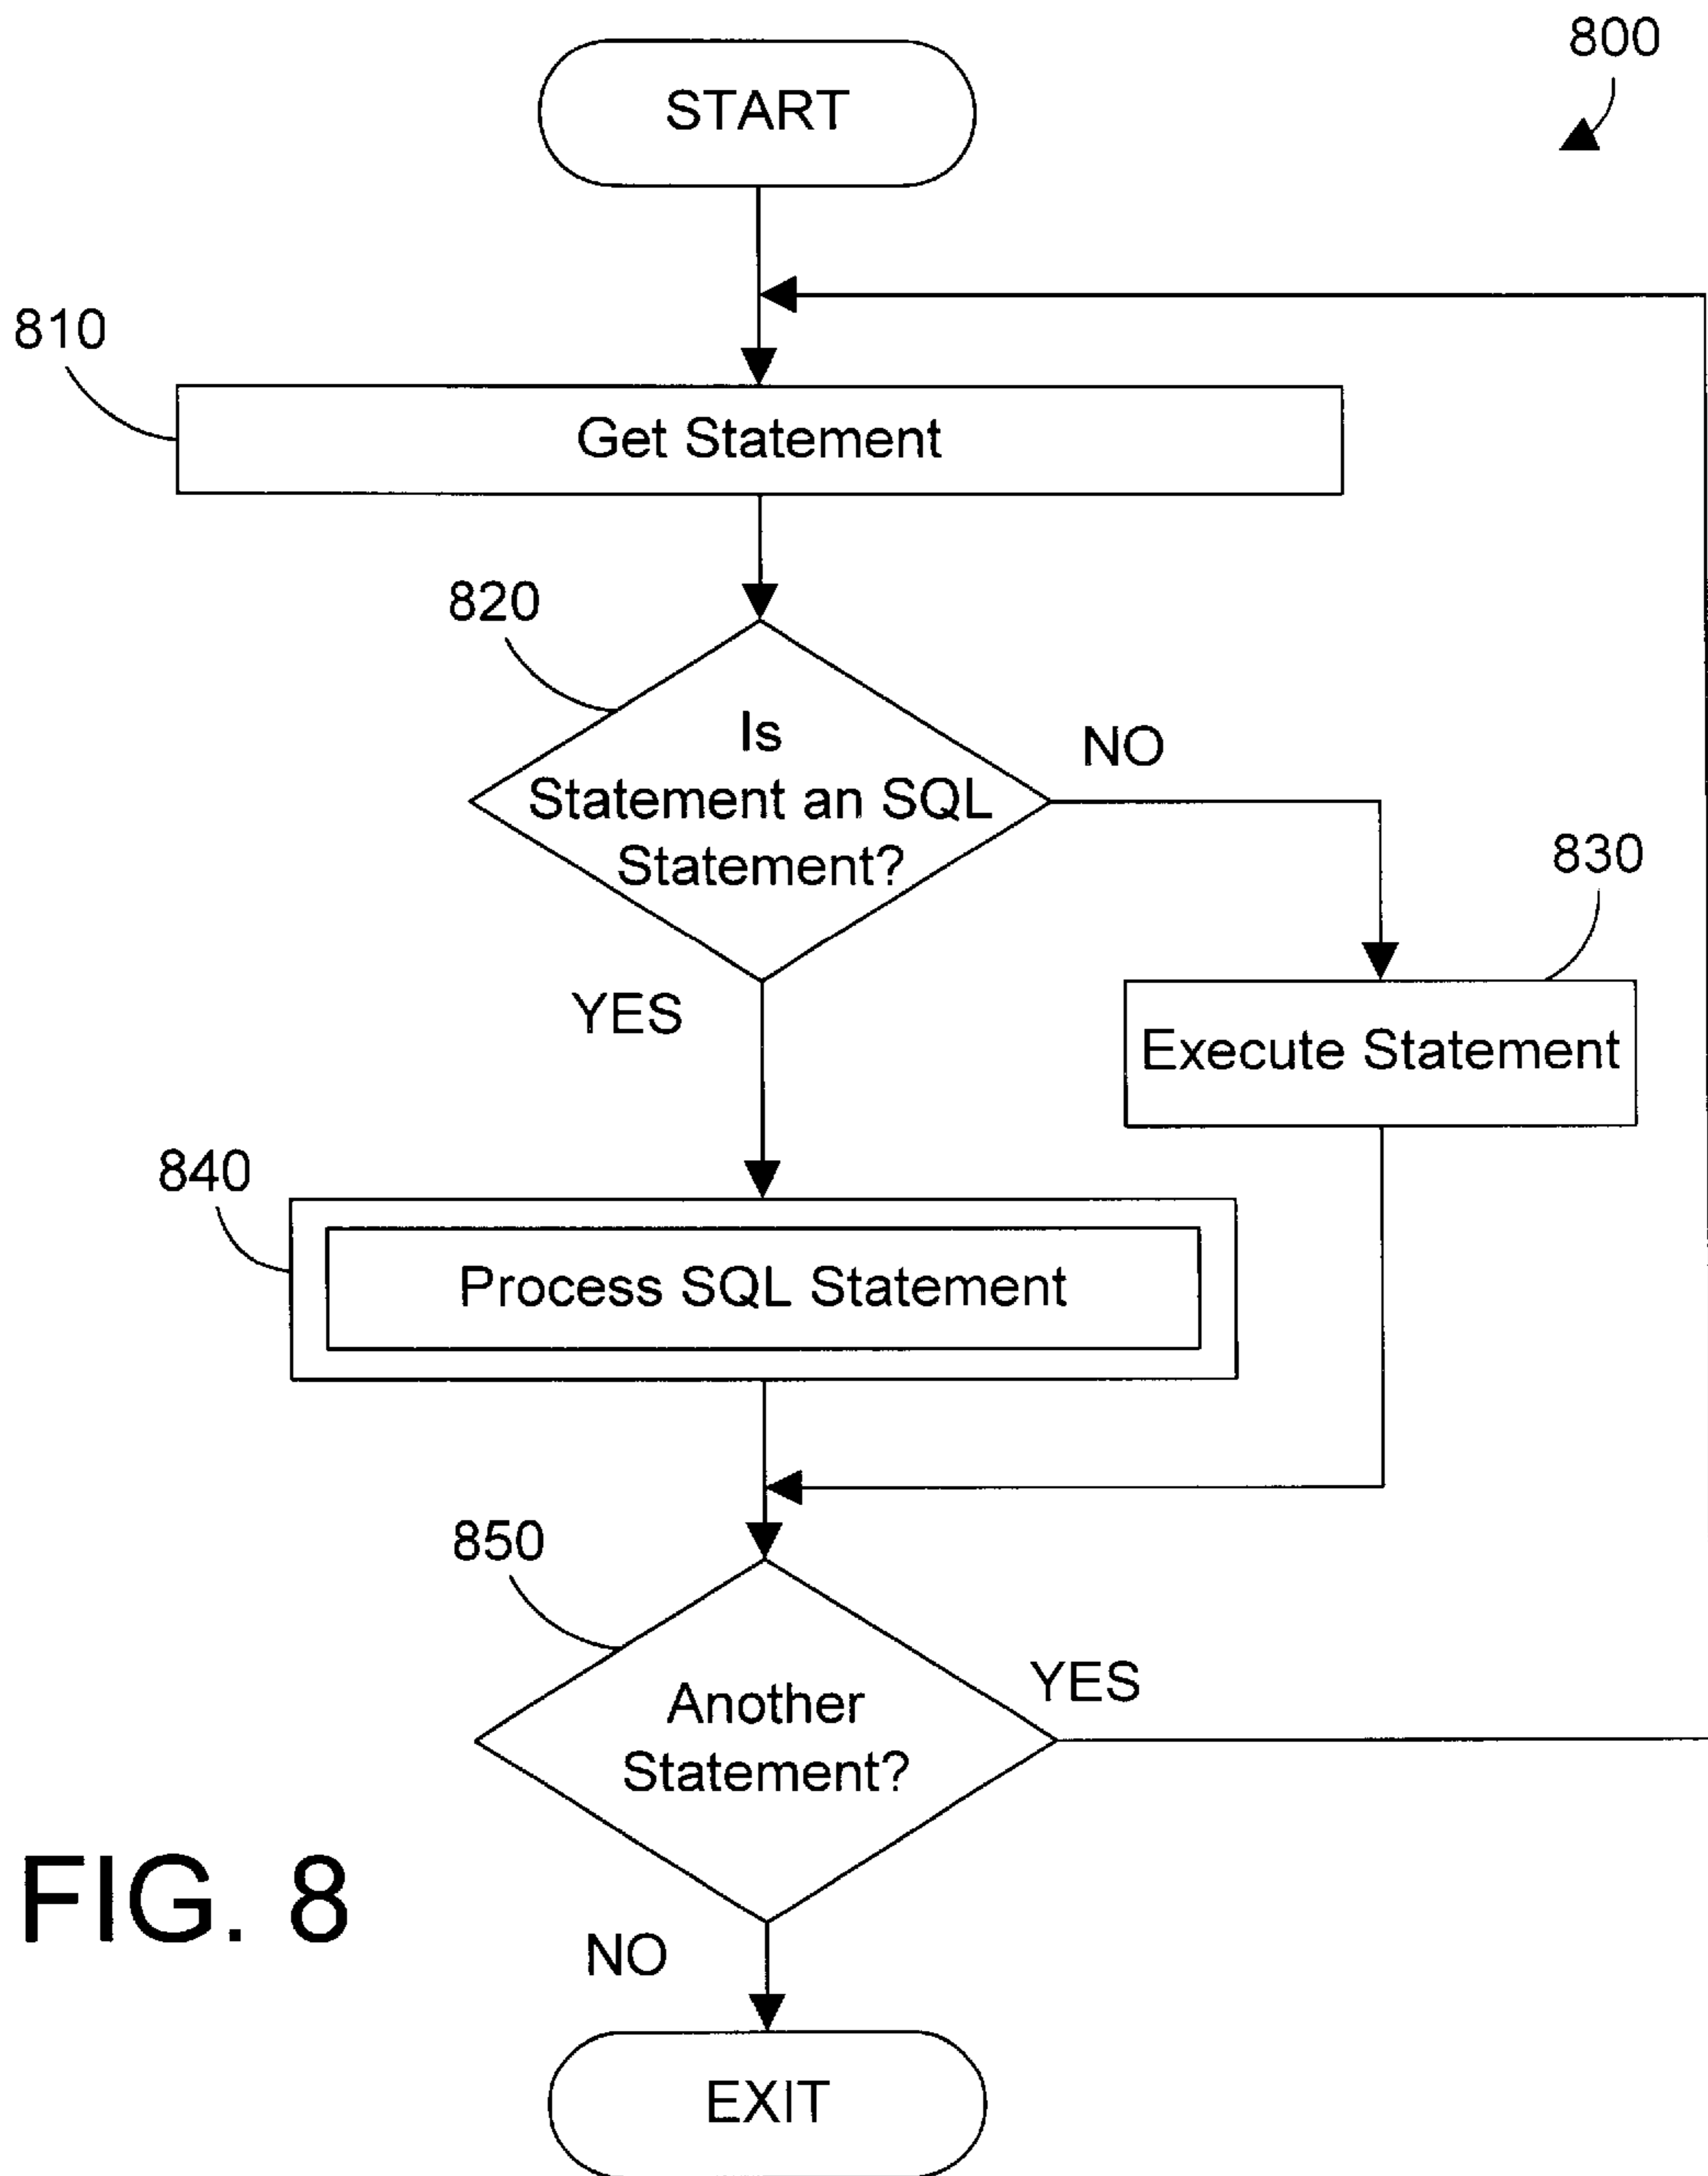 800
START
810
Get Statement
820
Is
Statement an SQL
Statement?
NO
830
YES
Execute Statement
840
Process SQL Statement
850
Another
Statement?
YES
FIG. 8
NO
EXIT